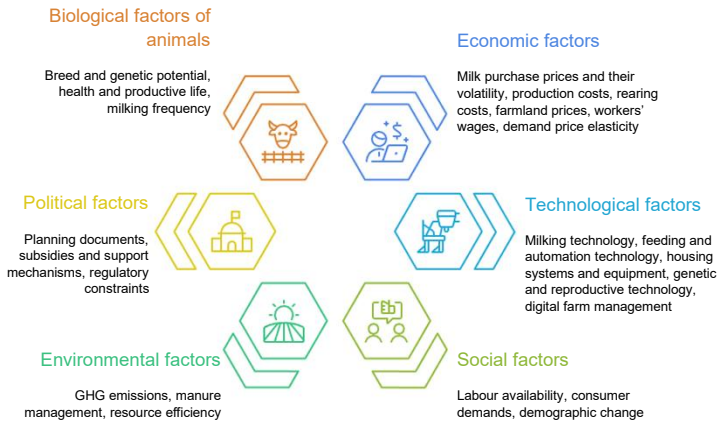 Biological factors of
animals
Breed and genetic potential,
health and productive life,
milking frequency
Economic factors
Milk purchase prices and their
volatility, production costs, rearing
costs, farmland prices, workers'
wages, demand price elasticity
Political factors
Planning documents,
subsidies and support
mechanisms, regulatory
constraints
Technological factors
Milking technology, feeding and
automation technology, housing
systems and equipment, genetic
and reproductive technology,
digital farm management
Environmental factors
GHG emissions, manure
management, resource efficiency
Social factors
Labour availability, consumer
demands, demographic change